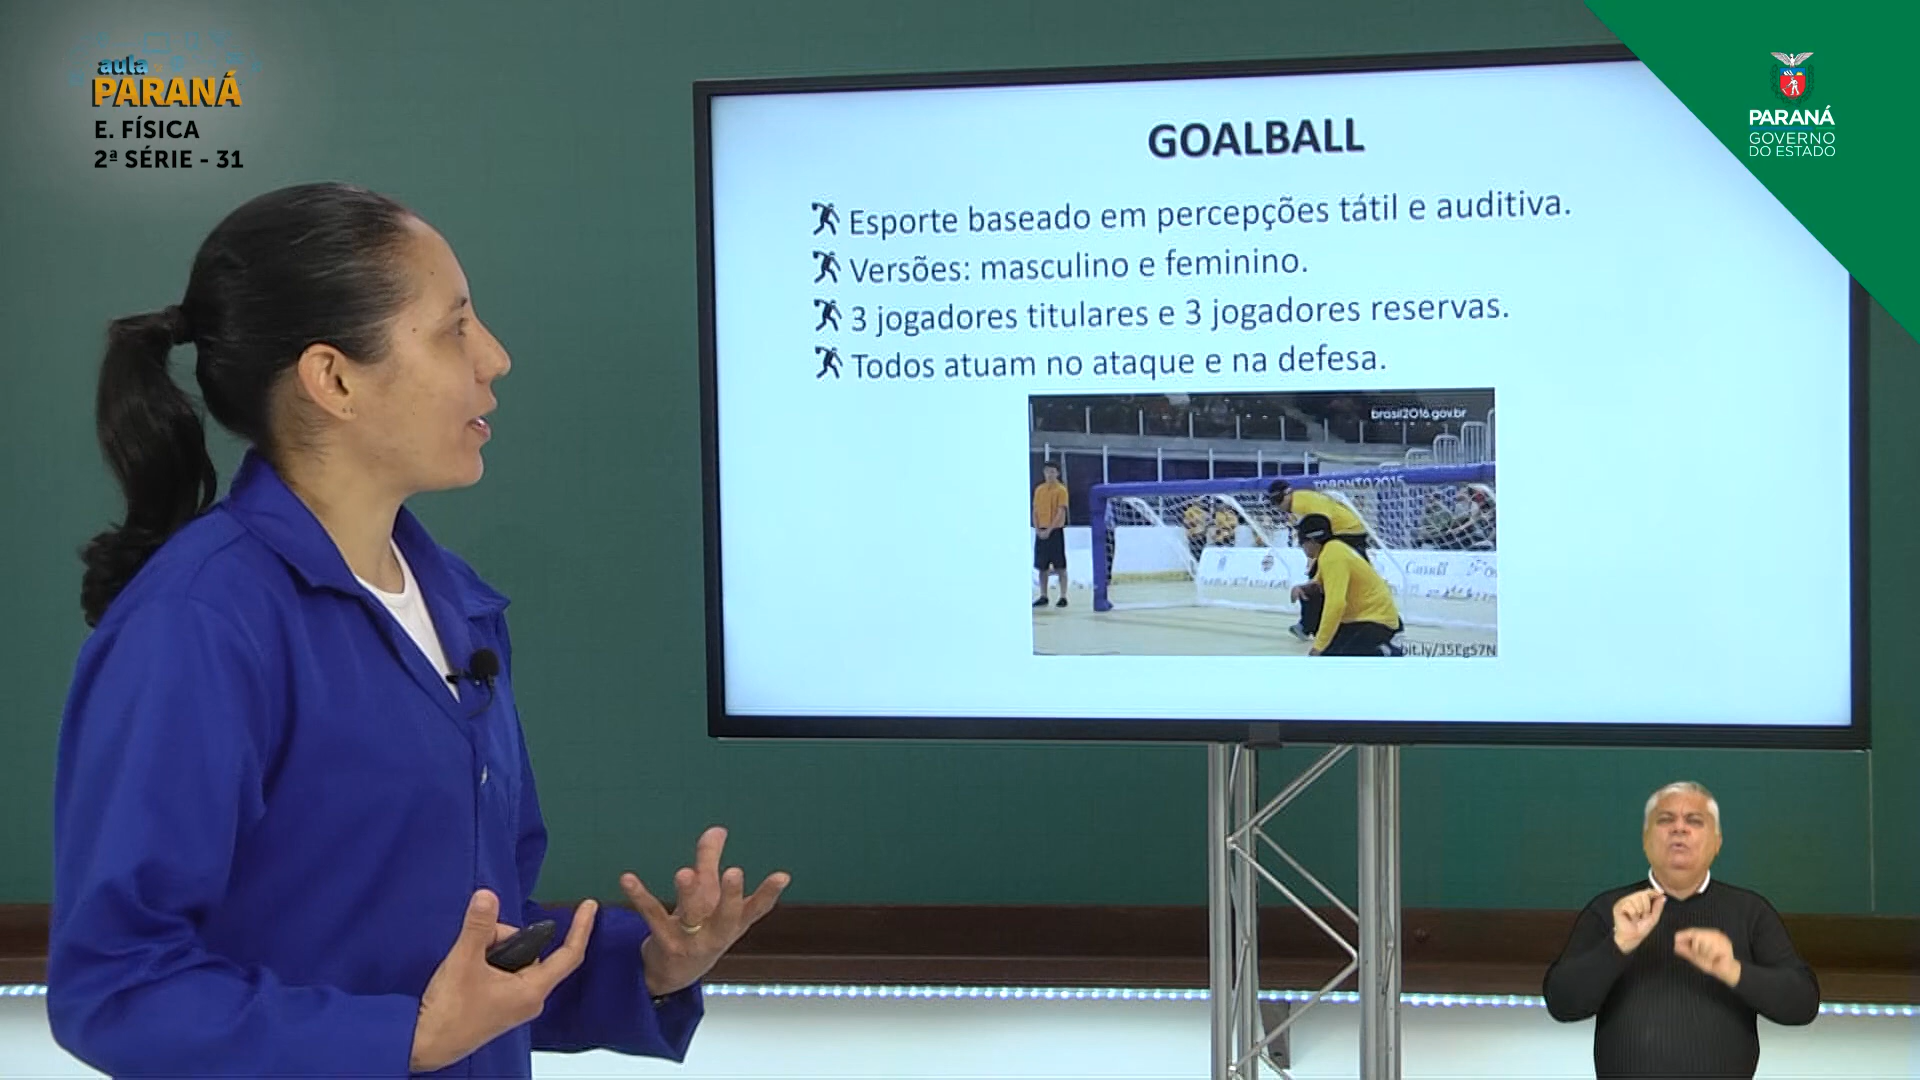 aula
PARANÁ
E. FÍSICA
2ª SÉRIE - 31
PARANÁ
GOVERNO
DO ESTADO
GOALBALL
Esporte baseado em percepções tátil e auditiva.
Versões: masculino e feminino.
3 jogadores titulares e 3 jogadores reservas.
Todos atuam no ataque e na defesa.
brasil2016.gov.br
TORONTO 2015
bit.ly/35Eg57N